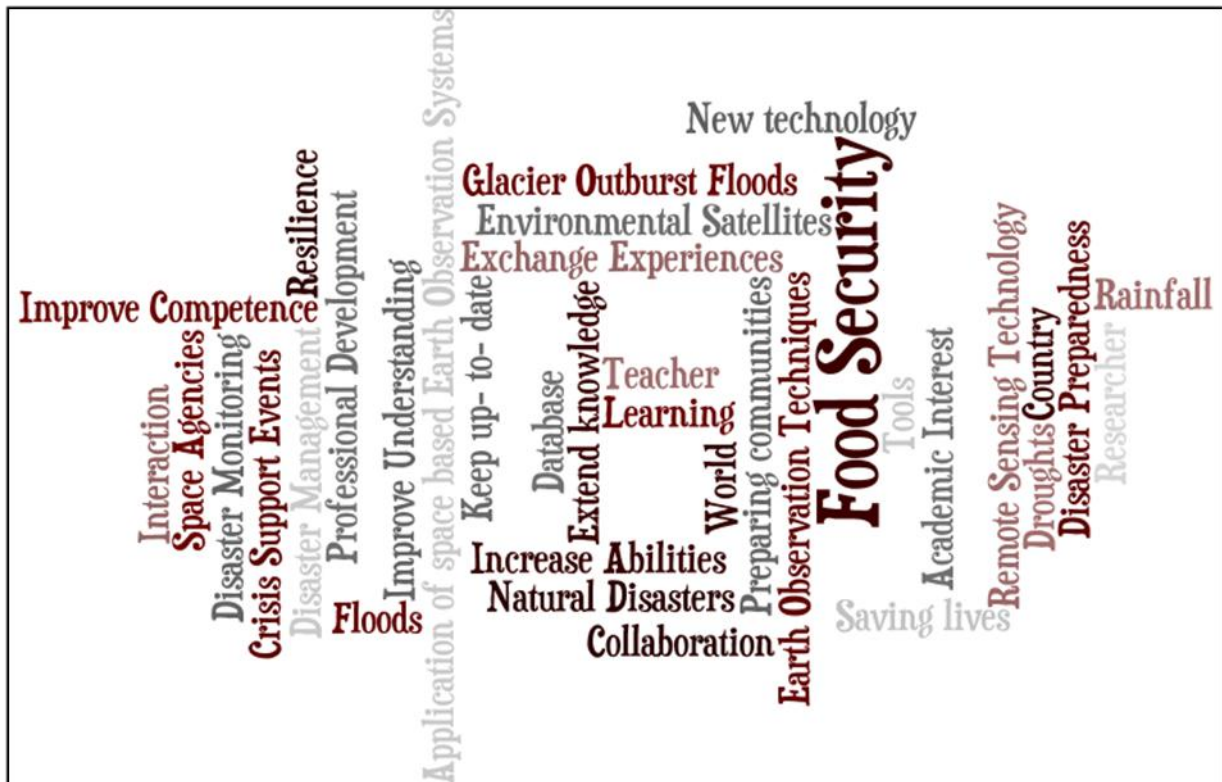 Improve Competence
Interaction
Space Agencies
Disaster Monitoring
Crisis Support Events
Resilience
Disaster Management
Professional Development
Floods
Improve Understanding
Application of space based Earth Observation Systems
New technology
Glacier Outburst Floods
Environmental Satellites
Exchange Experiences
Keep up- to- date
Database
Extend knowledge
Teacher
Learning
World
Preparing communities
Earth Observation Techniques
Increase Abilities
Natural Disasters
Collaboration
Food Security
Tools
Academic Interest
Saving lives
Remote Sensing Technology
Droughts
Country
Disaster Preparedness
Rainfall
Researcher